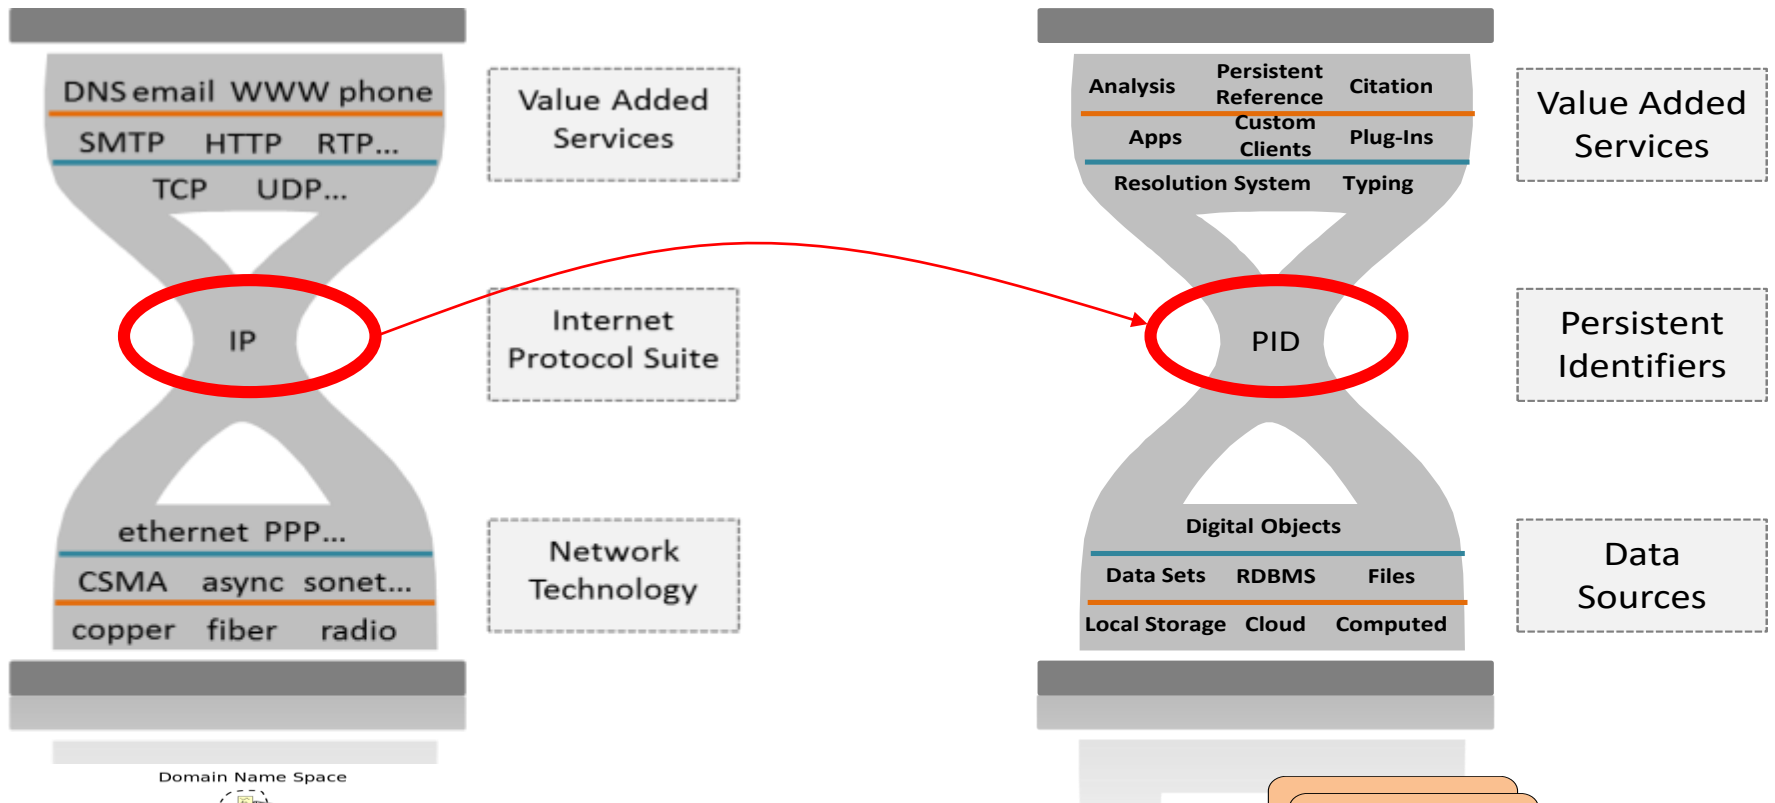 DNS email WWW phone
SMTP HTTP RTP...
TCP UDP...
IP
ethernet PPP...
CSMA async sonet...
copper fiber radio
Value Added
Services
Internet
Protocol Suite
Network
Technology
Domain Name Space
Analysis Persistent Reference Citation
Apps Custom Clients Plug-Ins
Resolution System Typing
PID
Digital Objects
Data Sets RDBMS Files
Local Storage Cloud Computed
Value Added
Services
Persistent
Identifiers
Data
Sources